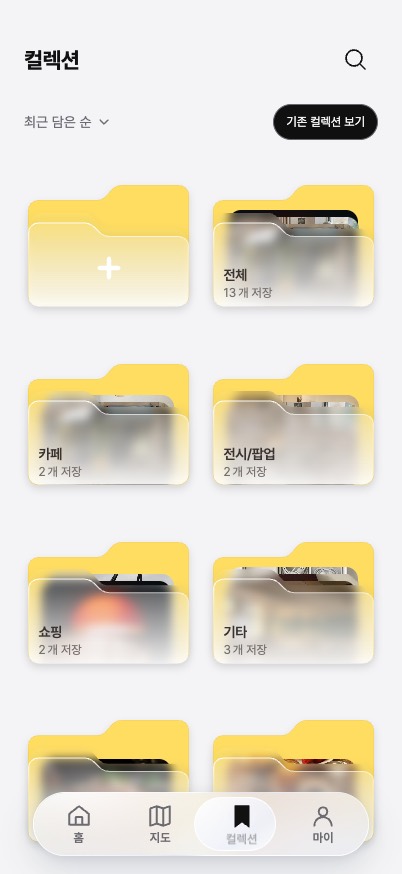 컬렉션
최근 담은 순
기존 컬렉션 보기
전체
13개 저장
카페
2개 저장
전시/팝업
2개 저장
쇼핑
2개 저장
기타
3개 저장
홈
지도
컬렉션
마이